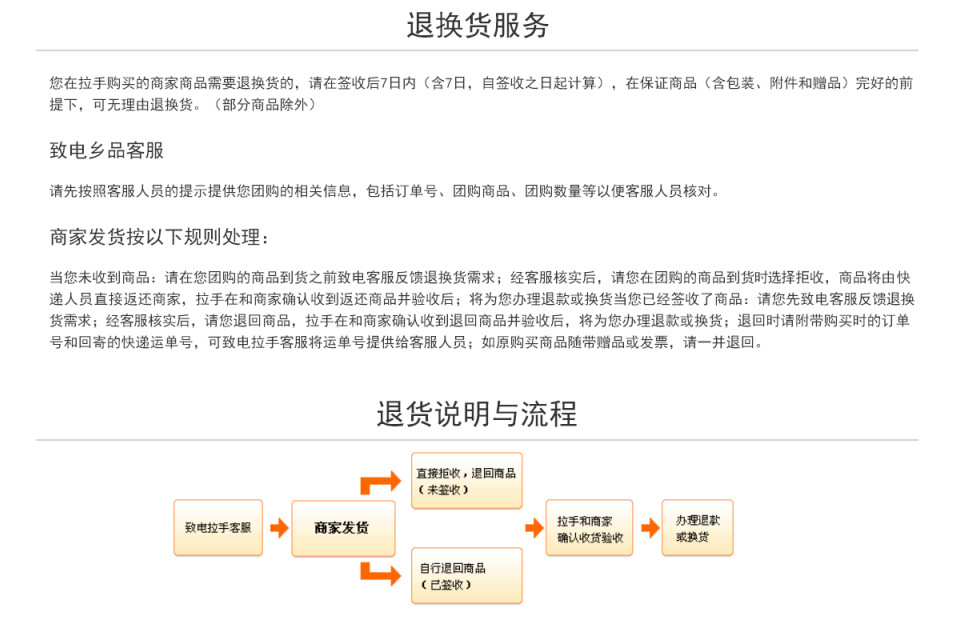 退换货服务
您在拉手购买的商家商品需要退换货的，请在签收后7日内（含7日，自签收之日起计算），在保证商品（含包装、附件和赠品）完好的前
提下，可无理由退换货。（部分商品除外）
致电乡品客服
请先按照客服人员的提示提供您团购的相关信息，包括订单号、团购商品、团购数量等以便客服人员核对。
商家发货按以下规则处理：
当您未收到商品：请在您团购的商品到货之前致电客服反馈退换货需求；经客服核实后，请您在团购的商品到货时选择拒收，商品将由快
递人员直接返还商家，拉手在和商家确认收到返还商品并验收后；将为您办理退款或换货当您已经签收了商品：请您先致电客服反馈退换
货需求；经客服核实后，请您退回商品，拉手在和商家确认收到退回商品并验收后，将为您办理退款或换货；退回时请附带购买时的订单
号和回寄的快递运单号，可致电拉手客服将运单号提供给客服人员；如原购买商品随带赠品或发票，请一并退回。
退货说明与流程
致电拉手客服
商家发货
直接拒收，退回商品
（未签收）
自行退回商品
（已签收）
拉手和商家
确认收货验收
办理退款
或换货